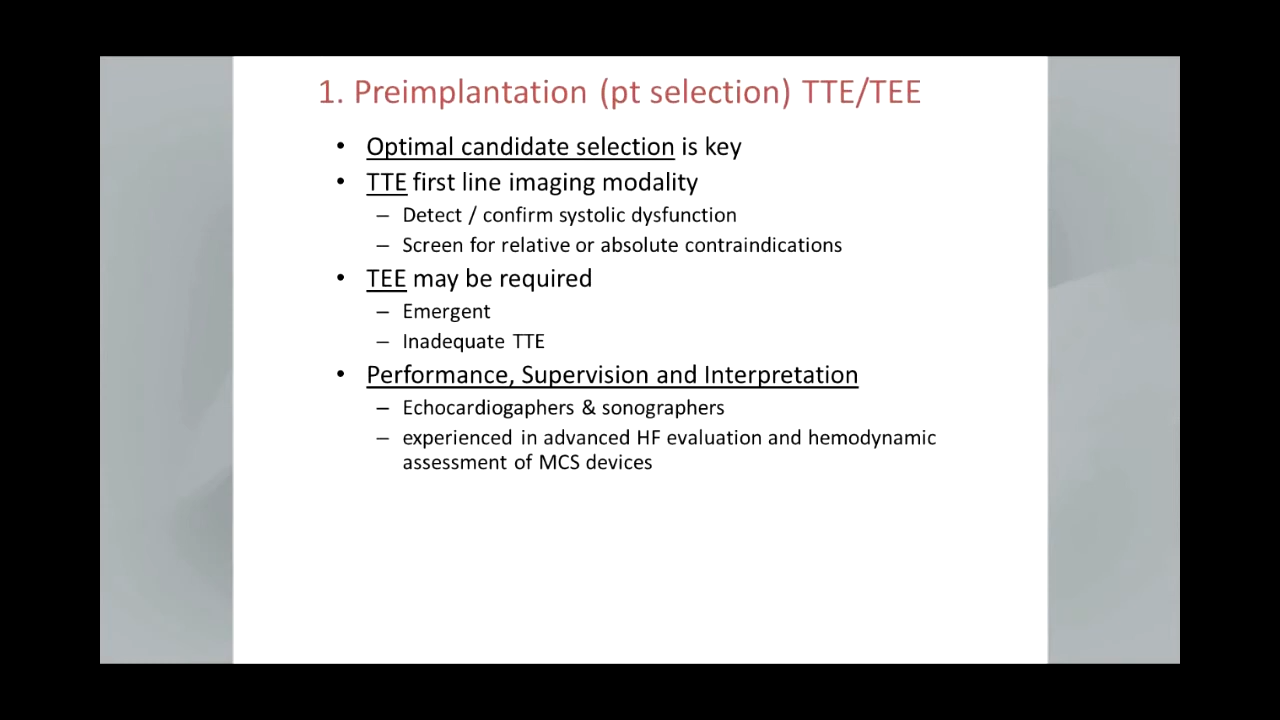 1. Preimplantation (pt selection) TTE/TEE
• Optimal candidate selection is key
• TTE first line imaging modality
– Detect / confirm systolic dysfunction
– Screen for relative or absolute contraindications
• TEE may be required
– Emergent
– Inadequate TTE
• Performance, Supervision and Interpretation
– Echocardiogaphers & sonographers
– experienced in advanced HF evaluation and hemodynamic
assessment of MCS devices